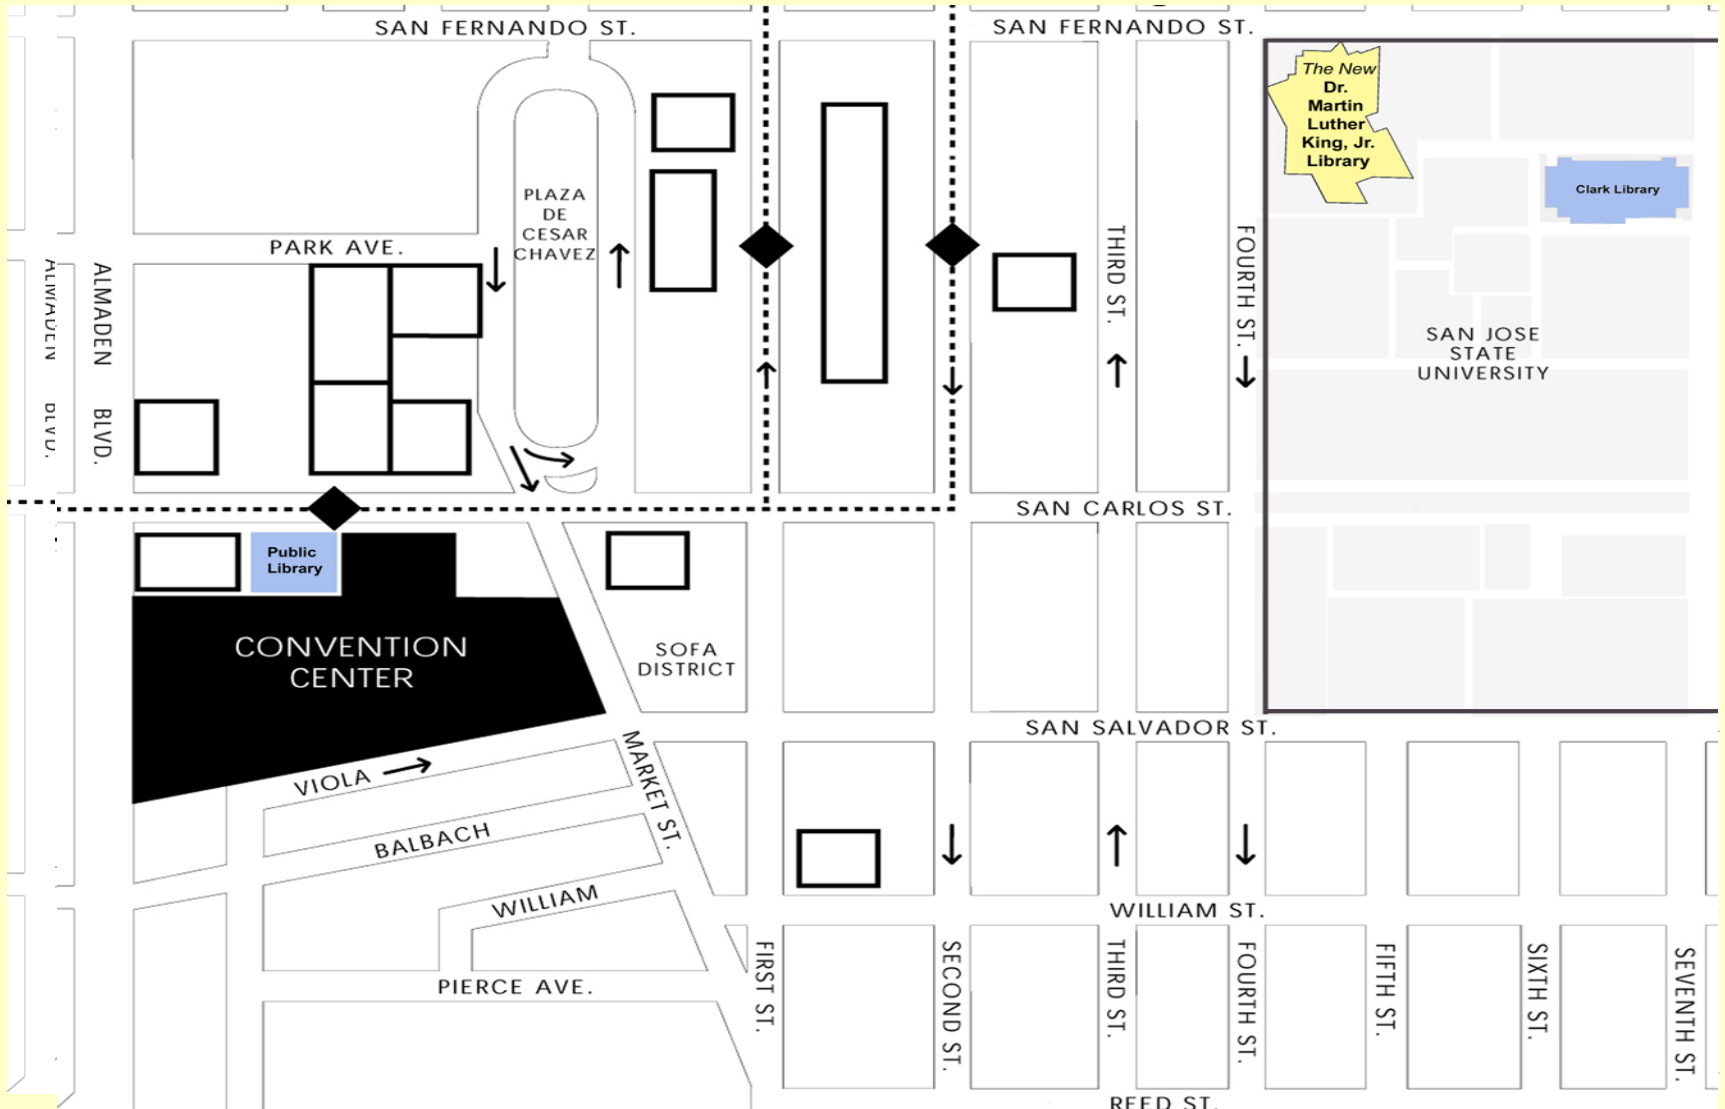 SAN FERNANDO ST.
SAN FERNANDO ST.
The New
Dr.
Martin
Luther
King, Jr.
Library
Clark Library
PLAZA
DE
CESAR
CHAVEZ
PARK AVE.
ALMADEN BLVD.
ALMADEN BLVD.
THIRD ST.
FOURTH ST.
SAN JOSE
STATE
UNIVERSITY
SAN CARLOS ST.
Public
Library
CONVENTION
CENTER
SOFA
DISTRICT
SAN SALVADOR ST.
MARKET ST.
VIOLA
BALBACH
WILLIAM
WILLIAM ST.
PIERCE AVE.
FIRST ST.
SECOND ST.
THIRD ST.
FOURTH ST.
FIFTH ST.
SIXTH ST.
SEVENTH ST.
REED ST.